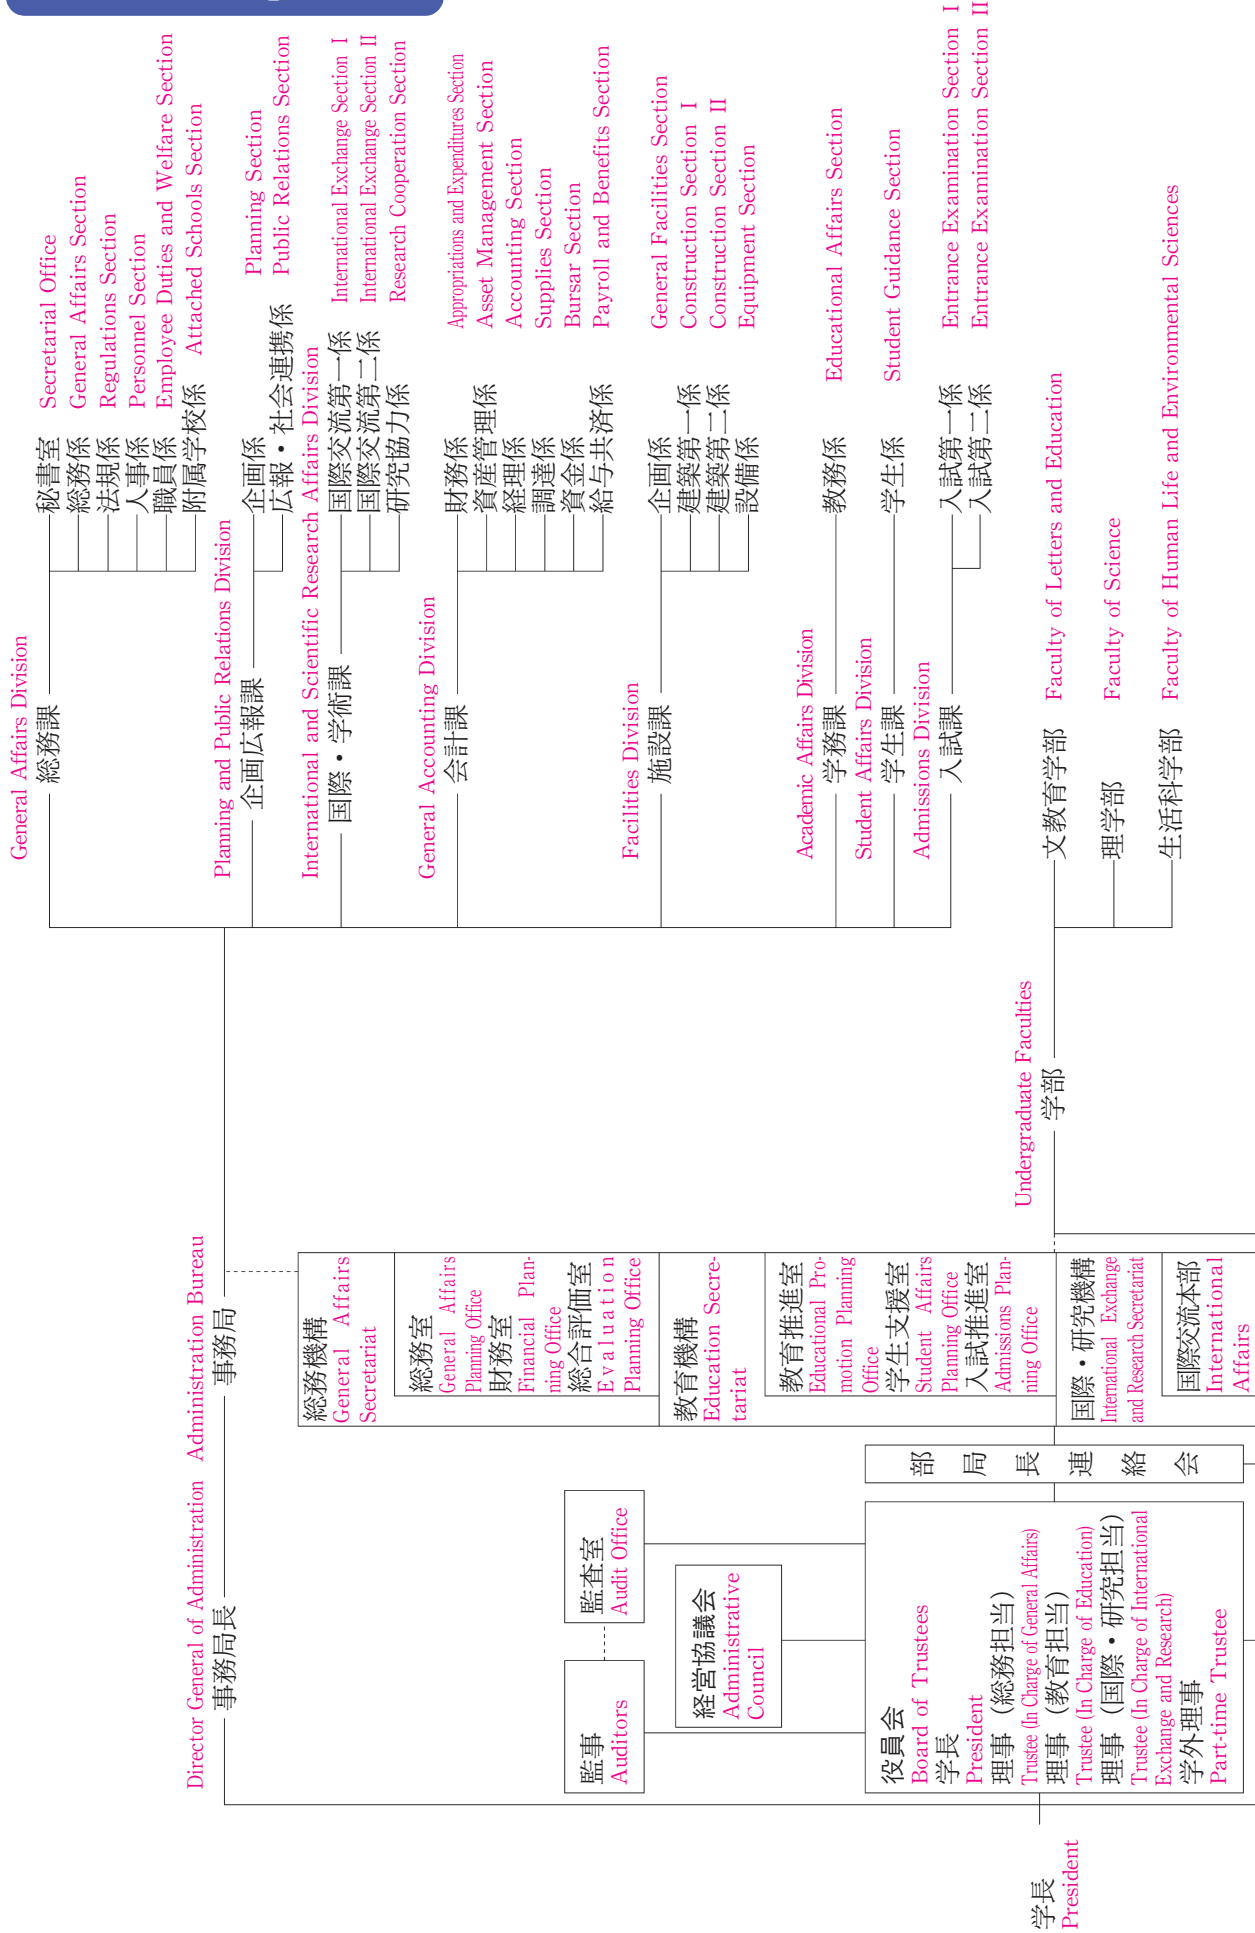 General Affairs Division
総務課
秘書室
Secretarial Office
総務係
General Affairs Section
法規係
Regulations Section
人事係
Personnel Section
職員係
Employee Duties and Welfare Section
附属学校係
Attached Schools Section
Planning and Public Relations Division
企画広報課
企画係
Planning Section
広報・社会連携係
Public Relations Section
International and Scientific Research Affairs Division
国際・学術課
国際交流第一係
International Exchange Section I
国際交流第二係
International Exchange Section II
研究協力係
Research Cooperation Section
General Accounting Division
会計課
財務係
Appropriations and Expenditures Section
資産管理係
Asset Management Section
経理係
Accounting Section
調達係
Supplies Section
資金係
Bursar Section
給与共済係
Payroll and Benefits Section
Facilities Division
施設課
企画係
General Facilities Section
建築第一係
Construction Section I
建築第二係
Construction Section II
設備係
Equipment Section
Academic Affairs Division
学務課
教務係
Educational Affairs Section
Student Affairs Division
学生課
学生係
Student Guidance Section
Admissions Division
入試課
入試第一係
Entrance Examination Section I
入試第二係
Entrance Examination Section II
Director General of Administration
事務局長
Administration Bureau
事務局
総務機構
General Affairs
Secretariat
総務室
General Affairs
Planning Office
財務室
Financial Plan-
ning Office
総合評価室
Evaluation
Planning Office
教育機構
Education Secre-
tariat
教育推進室
Educational Pro-
motion Planning
Office
学生支援室
Student Affairs
Planning Office
入試推進室
Admissions Plan-
ning Office
国際・研究機構
International Exchange
and Research Secretariat
国際交流本部
International
Affairs
Undergraduate Faculties
学部
文教育学部
Faculty of Letters and Education
理学部
Faculty of Science
生活科学部
Faculty of Human Life and Environmental Sciences
部局長連絡会
監査室
Audit Office
監事
Auditors
経営協議会
Administrative
Council
役員会
Board of Trustees
学長
President
理事（総務担当）
Trustee (In Charge of General Affairs)
理事（教育担当）
Trustee (In Charge of Education)
理事（国際・研究担当）
Trustee (In Charge of International
Exchange and Research)
学外理事
Part-time Trustee
学長
President